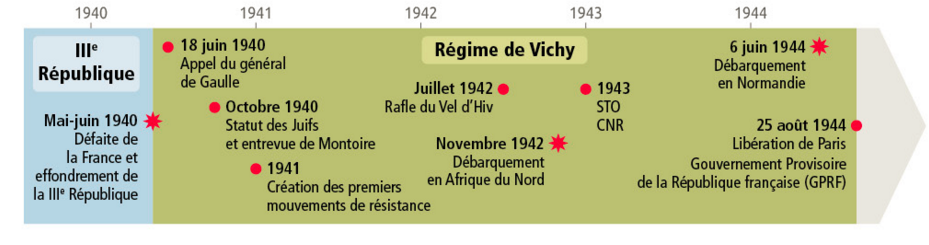 1940
1941
1942
1943
1944
IIIe
République
Mai-juin 1940
Défaite de
la France et
effondrement de
la IIIe République
Régime de Vichy
18 juin 1940
Appel du général
de Gaulle
Octobre 1940
Statut des Juifs
et entrevue de Montoire
1941
Création des premiers
mouvements de résistance
Juillet 1942
Rafle du Vel d’Hiv
Novembre 1942
Débarquement
en Afrique du Nord
1943
STO
CNR
6 juin 1944
Débarquement
en Normandie
25 août 1944
Libération de Paris
Gouvernement Provisoire
de la République française (GPRF)